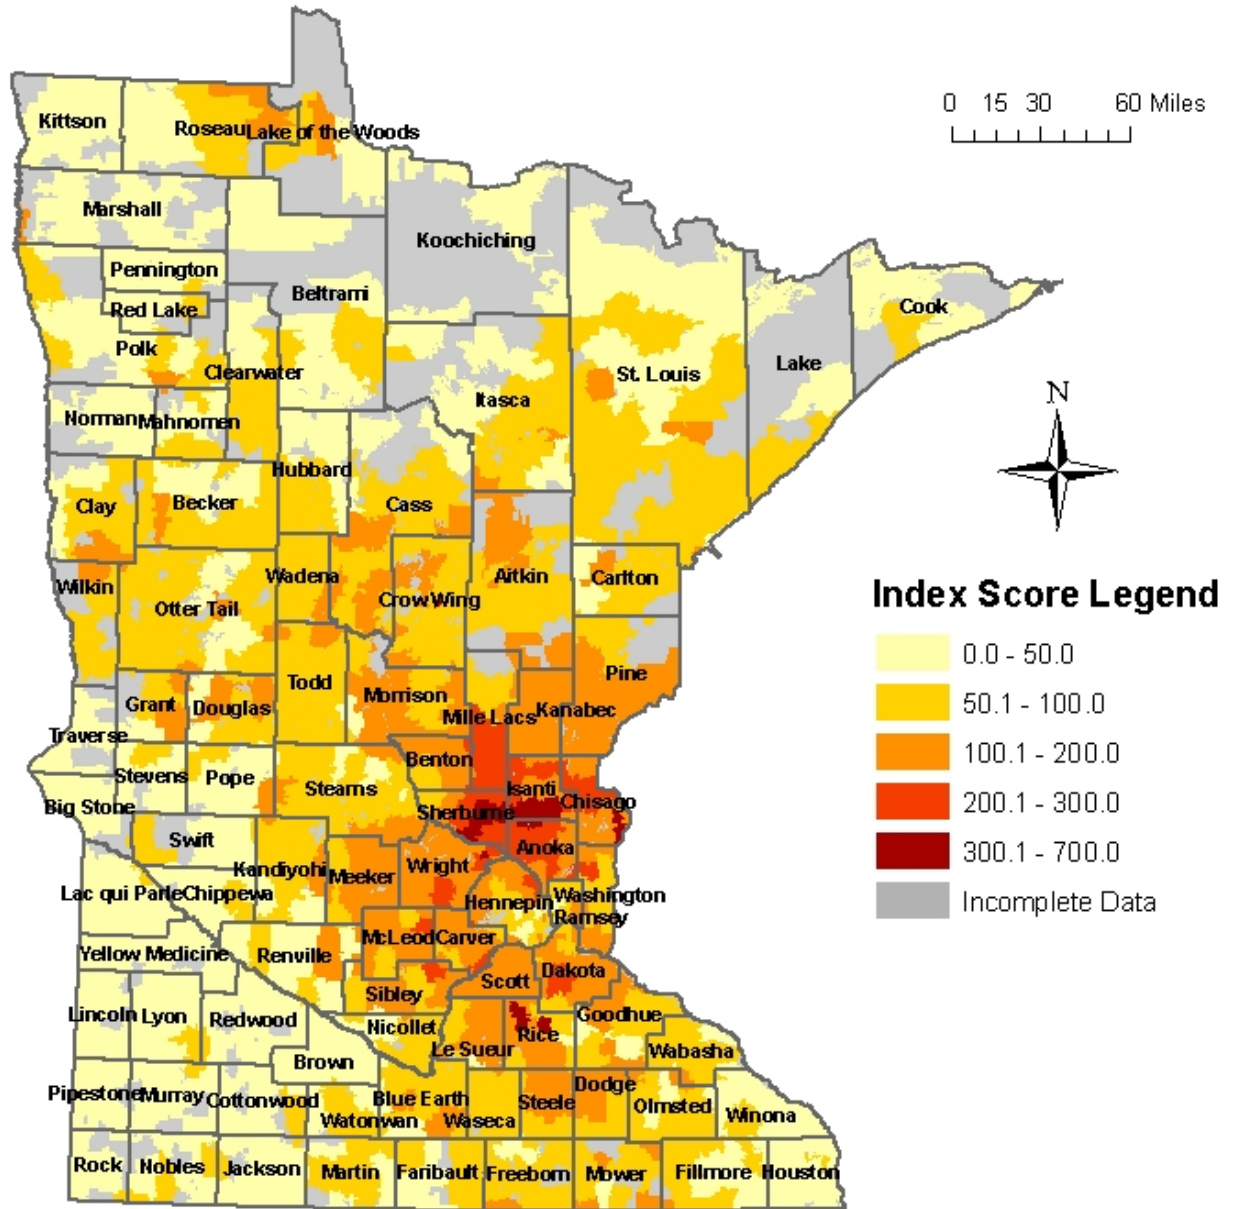 0 15 30 60 Miles
Kittson
Roseau
Lake of the Woods
Marshall
Koochiching
Pennington
Beltrami
Red Lake
Cook
Polk
Clearwater
St. Louis
Lake
Itasca
N
Norman
Mahnomen
Hubbard
Clay
Becker
Cass
Wilkin
Wadena
Aitkin
Carlton
Otter Tail
Crow Wing
Index Score Legend
0.0 - 50.0
50.1 - 100.0
100.1 - 200.0
200.1 - 300.0
300.1 - 700.0
Incomplete Data
Todd
Pine
Grant
Douglas
Morrison
Mille Lacs
Kanabec
Traverse
Benton
Stevens
Pope
Stearns
Isanti
Big Stone
Sherburne
Chisago
Swift
Anoka
Kandiyohi
Meeker
Wright
Lac qui Parle
Chippewa
Hennepin
Washington
Ramsey
McLeod
Carver
Yellow Medicine
Renville
Scott
Dakota
Sibley
Lincoln
Lyon
Redwood
Nicollet
Rice
Goodhue
Le Sueur
Wabasha
Brown
Pipestone
Murray
Cottonwood
Blue Earth
Watonwan
Waseca
Steele
Dodge
Olmsted
Winona
Rock
Nobles
Jackson
Martin
Faribault
Freeborn
Mower
Fillmore
Houston